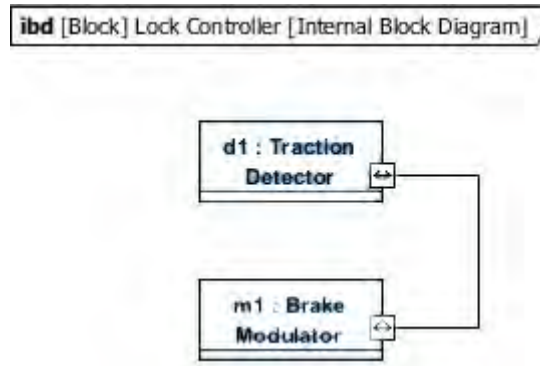 ibd [Block] Lock Controller [Internal Block Diagram]
d1 : Traction
Detector
m1 : Brake
Modulator